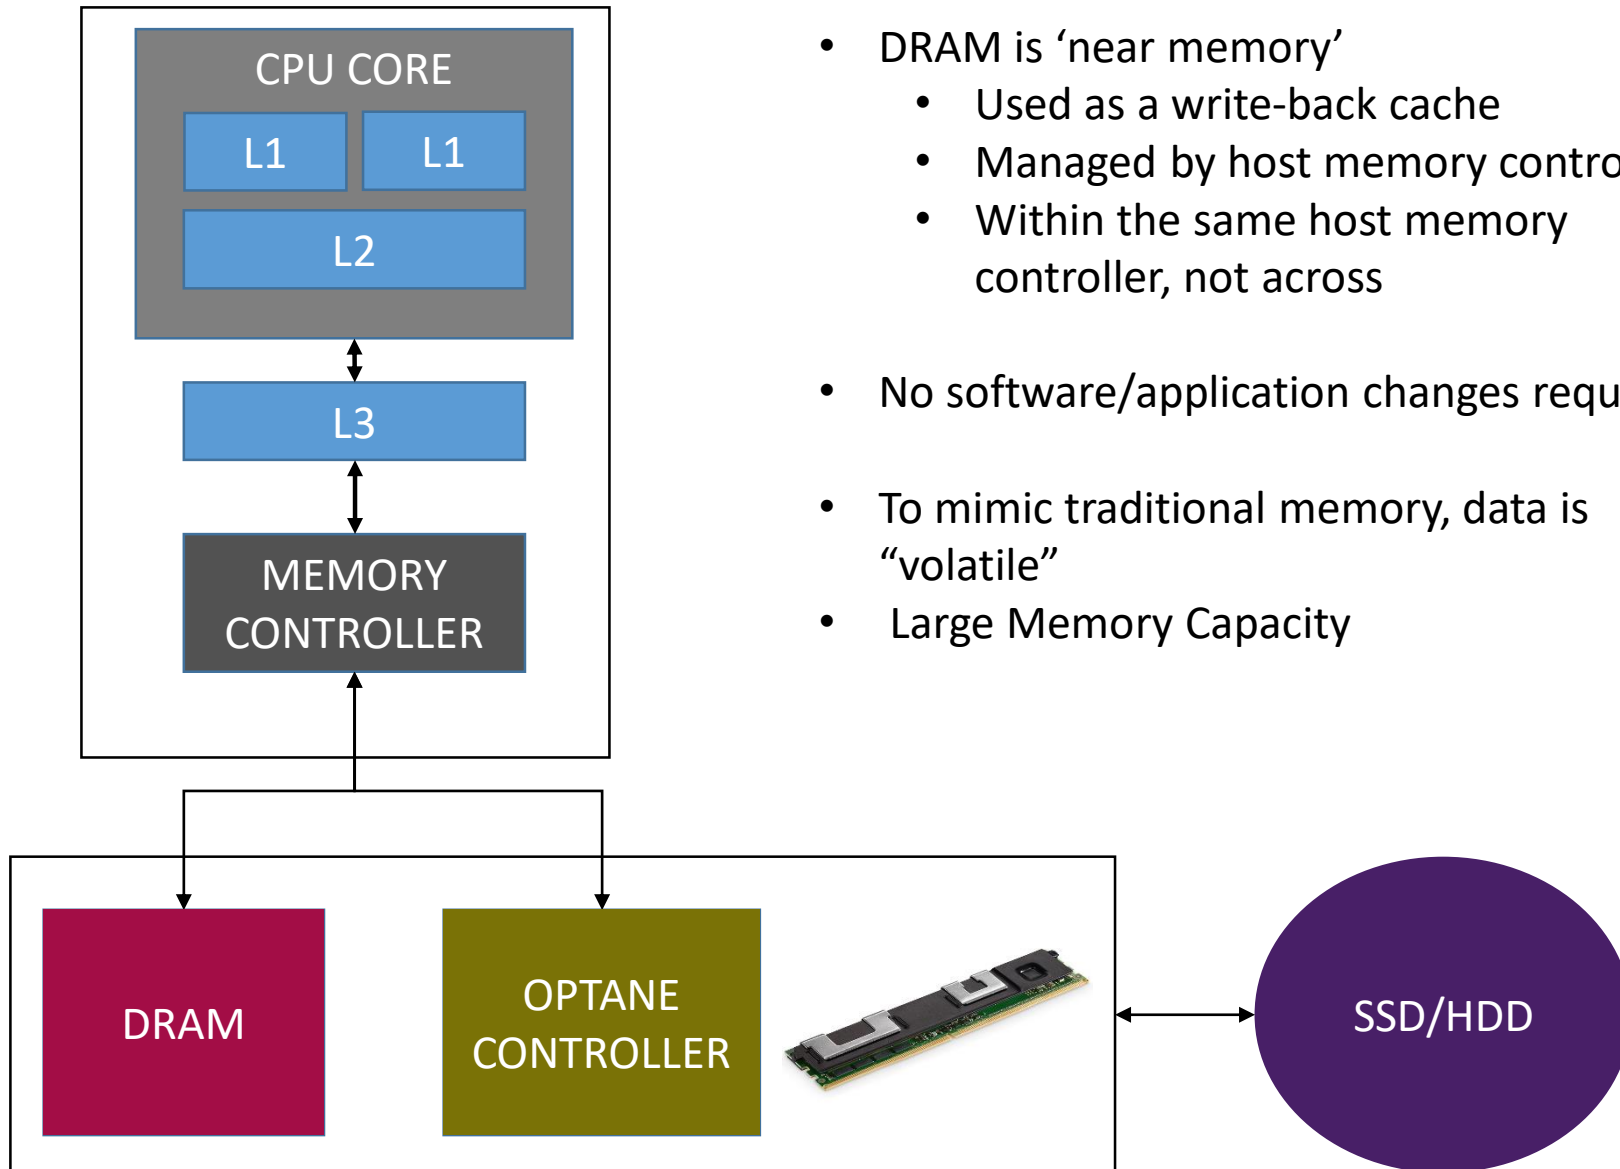 CPU CORE
L1
L1
L2
L3
MEMORY
CONTROLLER
DRAM
OPTANE
CONTROLLER
SSD/HDD
• DRAM is ‘near memory’
• Used as a write-back cache
• Managed by host memory
• Within the same host memory
controller, not across
• No software/application changes
• To mimic traditional memory, data is
“volatile”
• Large Memory Capacity